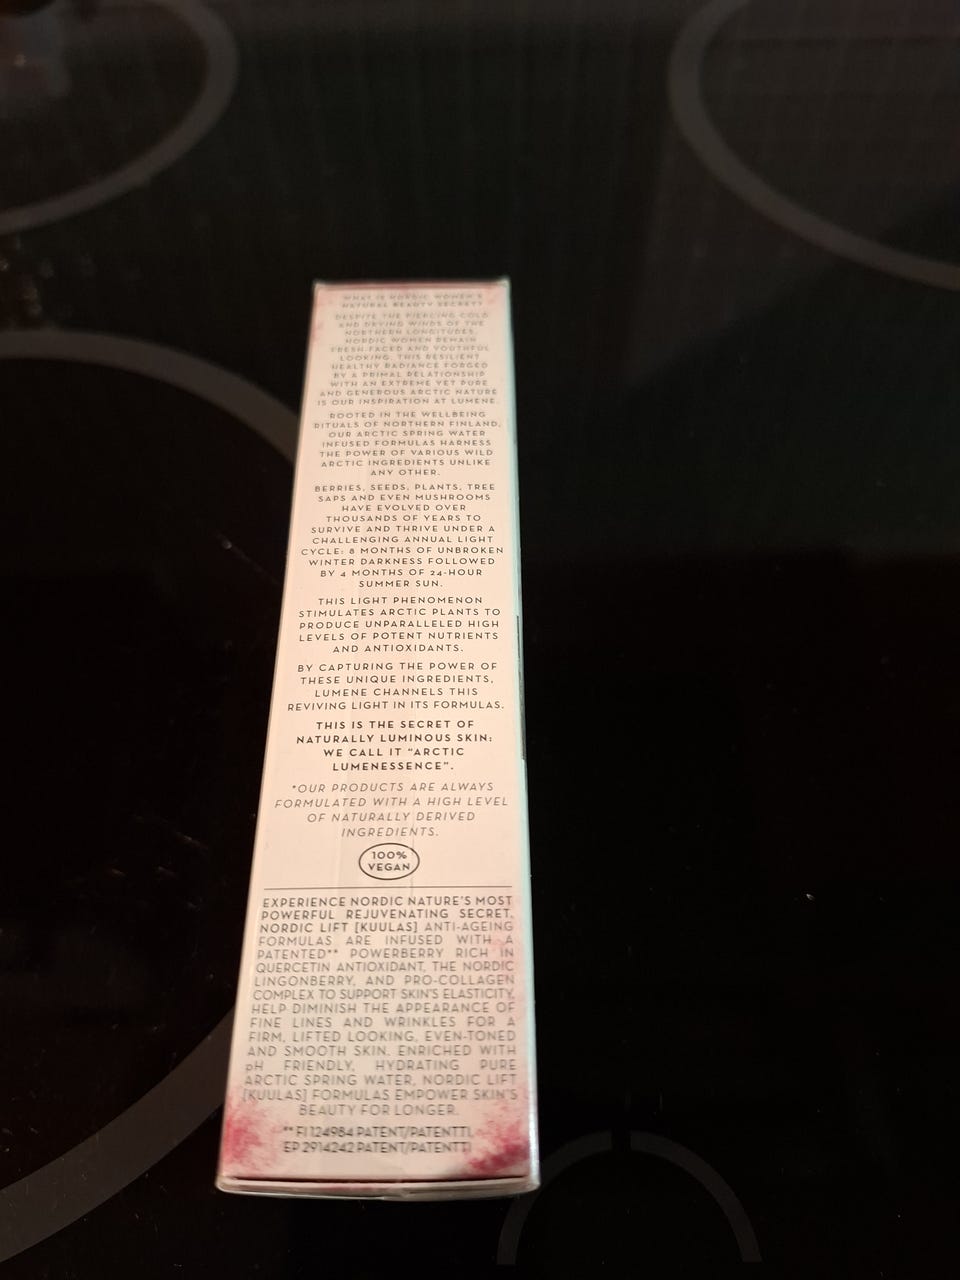 WHAT IS NORDIC WOMEN'S
NATURAL BEAUTY SECRET?
DESPITE THE PIERCING COLD
AND DRYING WINDS OF THE
NORTHERN LONGITUDES,
NORDIC WOMEN REMAIN
FRESH-FACED AND YOUTHFUL
LOOKING. THIS RESILIENT
HEALTHY RADIANCE FORGED
BY A PRIMAL RELATIONSHIP
WITH AN EXTREME YET PURE
AND GENEROUS ARCTIC NATURE
IS OUR INSPIRATION AT LUMENE.
ROOTED IN THE WELLBEING
RITUALS OF NORTHERN FINLAND,
OUR ARCTIC SPRING WATER
INFUSED FORMULAS HARNESS
THE POWER OF VARIOUS WILD
ARCTIC INGREDIENTS UNLIKE
ANY OTHER.
BERRIES, SEEDS, PLANTS, TREE
SAPS AND EVEN MUSHROOMS
HAVE EVOLVED OVER
THOUSANDS OF YEARS TO
SURVIVE AND THRIVE UNDER A
CHALLENGING ANNUAL LIGHT
CYCLE: 8 MONTHS OF UNBROKEN
WINTER DARKNESS FOLLOWED
BY 4 MONTHS OF 24-HOUR
SUMMER SUN.
THIS LIGHT PHENOMENON
STIMULATES ARCTIC PLANTS TO
PRODUCE UNPARALLELED HIGH
LEVELS OF POTENT NUTRIENTS
AND ANTIOXIDANTS.
BY CAPTURING THE POWER OF
THESE UNIQUE INGREDIENTS,
LUMENE CHANNELS THIS
REVIVING LIGHT IN ITS FORMULAS.
THIS IS THE SECRET OF
NATURALLY LUMINOUS SKIN:
WE CALL IT "ARCTIC
LUMENESSENCE".
*OUR PRODUCTS ARE ALWAYS
FORMULATED WITH A HIGH LEVEL
OF NATURALLY DERIVED
INGREDIENTS.
100%
VEGAN
EXPERIENCE NORDIC NATURE'S MOST
POWERFUL REJUVENATING SECRET.
NORDIC LIFT [KUULAS] ANTI-AGEING
FORMULAS ARE INFUSED WITH A
PATENTED** POWERBERRY RICH IN
QUERCETIN ANTIOXIDANT, THE NORDIC
LINGONBERRY, AND PRO-COLLAGEN
COMPLEX TO SUPPORT SKIN'S ELASTICITY,
HELP DIMINISH THE APPEARANCE OF
FINE LINES AND WRINKLES FOR A
FIRM, LIFTED LOOKING, EVEN-TONED
AND SMOOTH SKIN. ENRICHED WITH
pH FRIENDLY, HYDRATING PURE
ARCTIC SPRING WATER, NORDIC LIFT
[KUULAS] FORMULAS EMPOWER SKIN'S
BEAUTY FOR LONGER.
**FI 124984 PATENT/PATENTTI,
EP 2914242 PATENT/PATENTTI